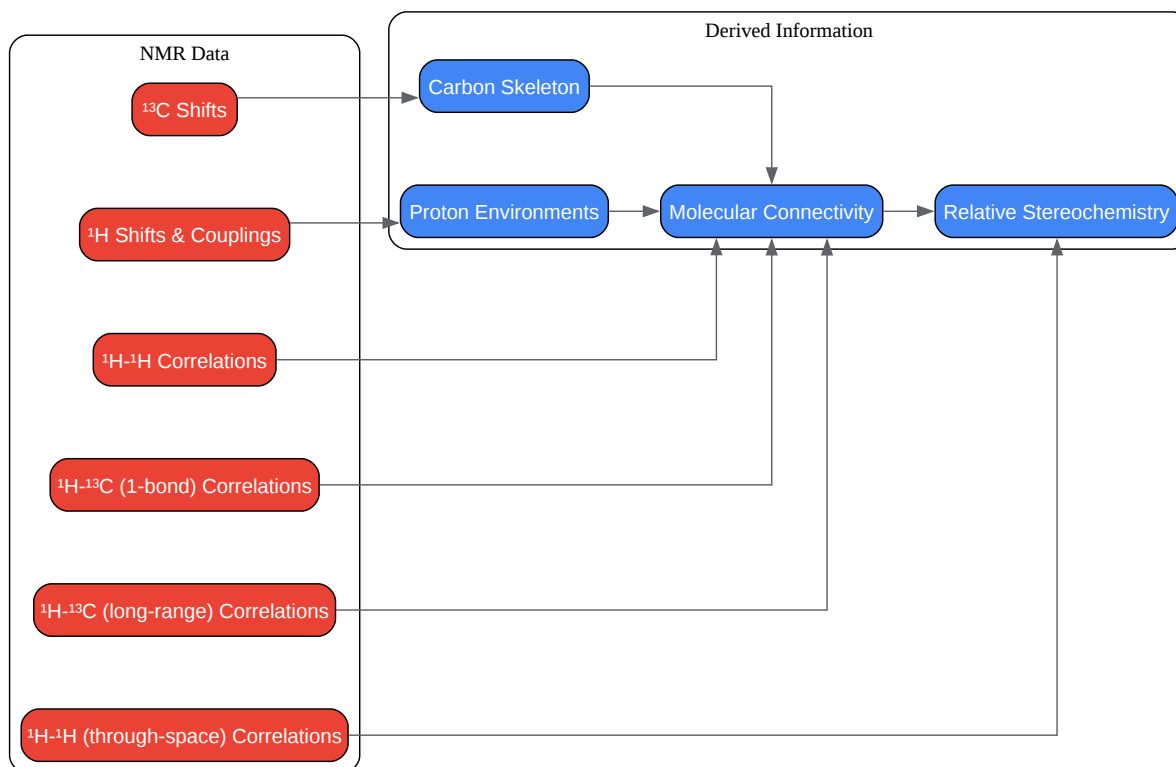 NMR Data
¹³C Shifts
¹H Shifts & Couplings
¹H-¹H Correlations
¹H-¹³C (1-bond) Correlations
¹H-¹³C (long-range) Correlations
¹H-¹H (through-space) Correlations
Derived Information
Carbon Skeleton
Proton Environments
Molecular Connectivity
Relative Stereochemistry